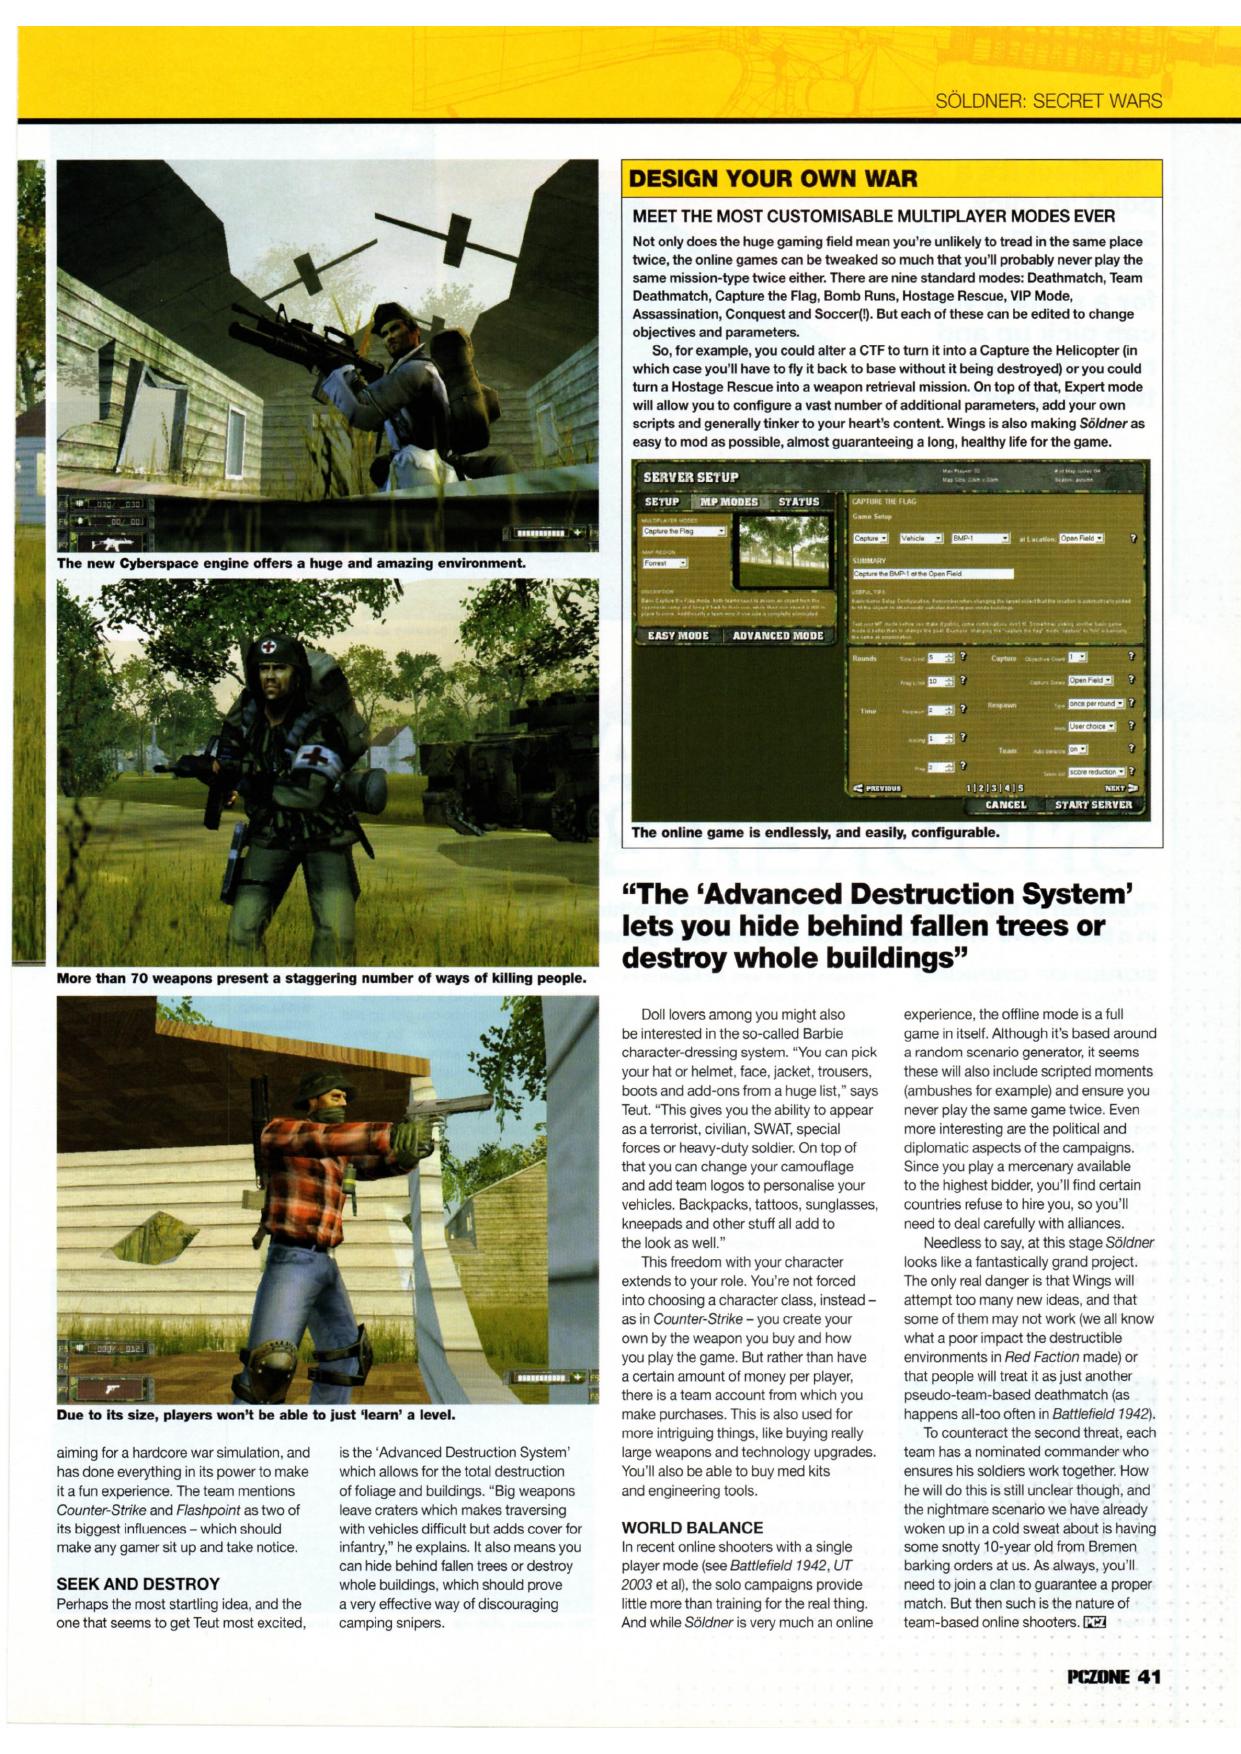 SÖLDNER: SECRET WARS
The new Cyberspace engine offers a huge and amazing environment.
More than 70 weapons present a staggering number of ways of killing people.
Due to its size, players won't be able to just 'learn' a level.
aiming for a hardcore war simulation, and
has done everything in its power to make
it a fun experience. The team mentions
Counter-Strike and Flashpoint as two of
its biggest influences – which should
make any gamer sit up and take notice.
SEEK AND DESTROY
Perhaps the most startling idea, and the
one that seems to get Teut most excited,
is the 'Advanced Destruction System'
which allows for the total destruction
of foliage and buildings. "Big weapons
leave craters which makes traversing
with vehicles difficult but adds cover for
infantry," he explains. It also means you
can hide behind fallen trees or destroy
whole buildings, which should prove
a very effective way of discouraging
camping snipers.
DESIGN YOUR OWN WAR
MEET THE MOST CUSTOMISABLE MULTIPLAYER MODES EVER
Not only does the huge gaming field mean you're unlikely to tread in the same place
twice, the online games can be tweaked so much that you'll probably never play the
same mission-type twice either. There are nine standard modes: Deathmatch, Team
Deathmatch, Capture the Flag, Bomb Runs, Hostage Rescue, VIP Mode,
Assassination, Conquest and Soccer(!). But each of these can be edited to change
objectives and parameters.
So, for example, you could alter a CTF to turn it into a Capture the Helicopter (in
which case you'll have to fly it back to base without it being destroyed) or you could
turn a Hostage Rescue into a weapon retrieval mission. On top of that, Expert mode
will allow you to configure a vast number of additional parameters, add your own
scripts and generally tinker to your heart's content. Wings is also making Söldner as
easy to mod as possible, almost guaranteeing a long, healthy life for the game.
SERVER SETUP
SETUP MP MODES STATUS
MULTIPLAYER MODES
Capture the Flag
MAP REGION
Forrest
DESCRIPTION
EASY MODE ADVANCED MODE
CAPTURE THE FLAG
Game Setup
Capture Vehicle BMP-1 at Location: Open Field ?
SUMMARY
Capture the BMP-1 at the Open Field
USEFUL TIPS
Rounds Time Limit 5 ? Capture Objective Count 1 ?
Frag Limit 10 ? Capture Zones Open Field ?
Time Respawn 2 ? Respawn Type once per round ?
1 ? User choice ?
Team Auto balance on ?
2 ? score reduction ?
PREVIOUS 1|2|3|4|5 NEXT
CANCEL START SERVER
The online game is endlessly, and easily, configurable.
"The 'Advanced Destruction System'
lets you hide behind fallen trees or
destroy whole buildings"
Doll lovers among you might also
be interested in the so-called Barbie
character-dressing system. "You can pick
your hat or helmet, face, jacket, trousers,
boots and add-ons from a huge list," says
Teut. "This gives you the ability to appear
as a terrorist, civilian, SWAT, special
forces or heavy-duty soldier. On top of
that you can change your camouflage
and add team logos to personalise your
vehicles. Backpacks, tattoos, sunglasses,
kneepads and other stuff all add to
the look as well."
This freedom with your character
extends to your role. You're not forced
into choosing a character class, instead –
as in Counter-Strike – you create your
own by the weapon you buy and how
you play the game. But rather than have
a certain amount of money per player,
there is a team account from which you
make purchases. This is also used for
more intriguing things, like buying really
large weapons and technology upgrades.
You'll also be able to buy med kits
and engineering tools.
WORLD BALANCE
In recent online shooters with a single
player mode (see Battlefield 1942, UT
2003 et al), the solo campaigns provide
little more than training for the real thing.
And while Söldner is very much an online
experience, the offline mode is a full
game in itself. Although it's based around
a random scenario generator, it seems
these will also include scripted moments
(ambushes for example) and ensure you
never play the same game twice. Even
more interesting are the political and
diplomatic aspects of the campaigns.
Since you play a mercenary available
to the highest bidder, you'll find certain
countries refuse to hire you, so you'll
need to deal carefully with alliances.
Needless to say, at this stage Söldner
looks like a fantastically grand project.
The only real danger is that Wings will
attempt too many new ideas, and that
some of them may not work (we all know
what a poor impact the destructible
environments in Red Faction made) or
that people will treat it as just another
pseudo-team-based deathmatch (as
happens all-too often in Battlefield 1942).
To counteract the second threat, each
team has a nominated commander who
ensures his soldiers work together. How
he will do this is still unclear though, and
the nightmare scenario we have already
woken up in a cold sweat about is having
some snotty 10-year old from Bremen
barking orders at us. As always, you'll
need to join a clan to guarantee a proper
match. But then such is the nature of
team-based online shooters. PCZ
PCZONE 41